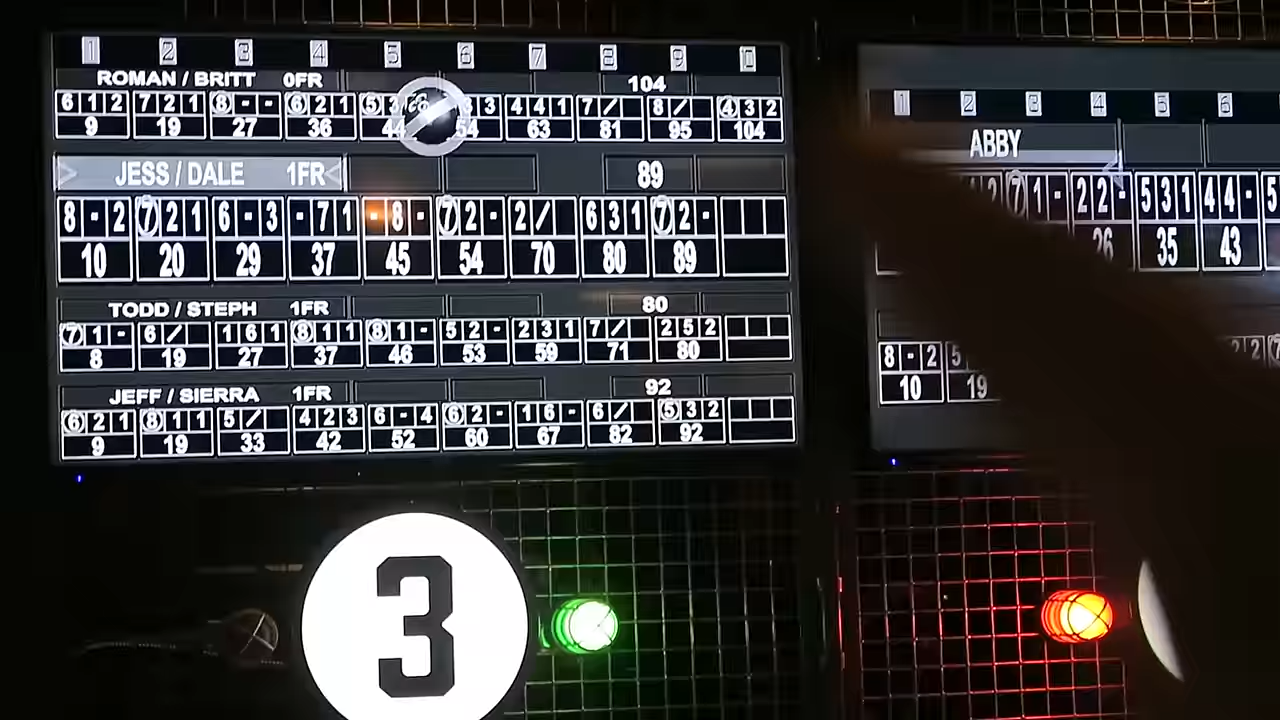 1 2 3 4 5 6 7 8 9 10
ROMAN / BRITT 0FR 104
6 1 2 7 2 1 8 - - 6 2 1 5 3 3 4 4 1 7 / 8 / 4 3 2
9 19 27 36 44 54 63 81 95 104
JESS / DALE 1FR 89
8 - 2 7 2 1 6 - 3 - 7 1 - 8 - 7 2 - 2 / 6 3 1 7 2 -
10 20 29 37 45 54 70 80 89
TODD / STEPH 1FR 80
7 1 - 6 / 1 6 1 8 1 1 8 1 - 5 2 - 2 3 1 7 / 2 5 2
8 19 27 37 46 53 59 71 80
JEFF / SIERRA 1FR 92
6 2 1 8 1 1 5 / 4 2 3 6 - 4 6 2 - 1 6 - 6 / 5 3 2
9 19 33 42 52 60 67 82 92
3
1 2 3 4 5 6
ABBY
2 7 1 - 2 2 - 5 3 1 4 4 - 5
26 35 43
8 - 2 5
10 19